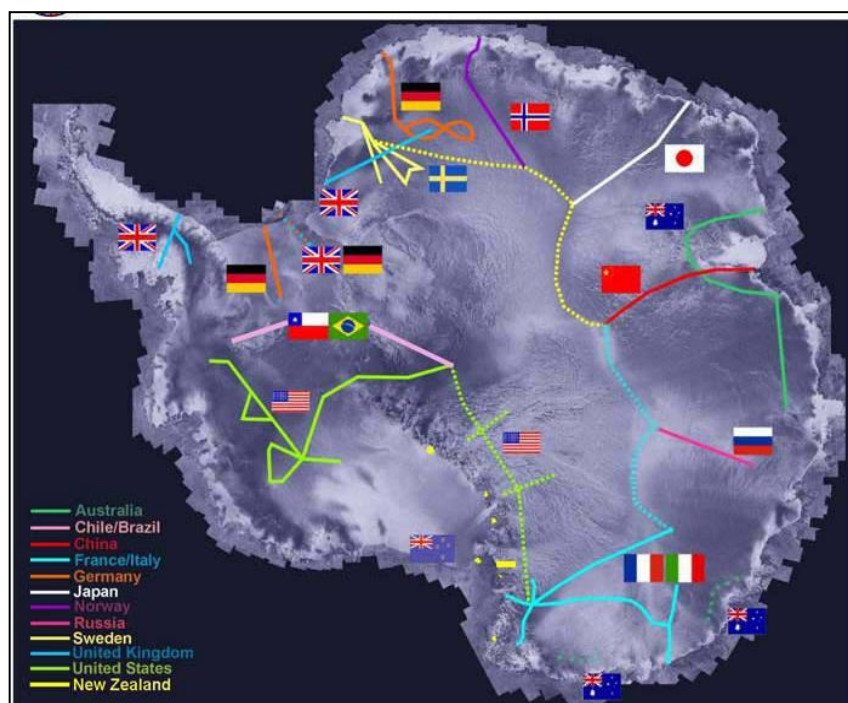 Australia
Chile/Brazil
China
France/Italy
Germany
Japan
Norway
Russia
Sweden
United Kingdom
United States
New Zealand